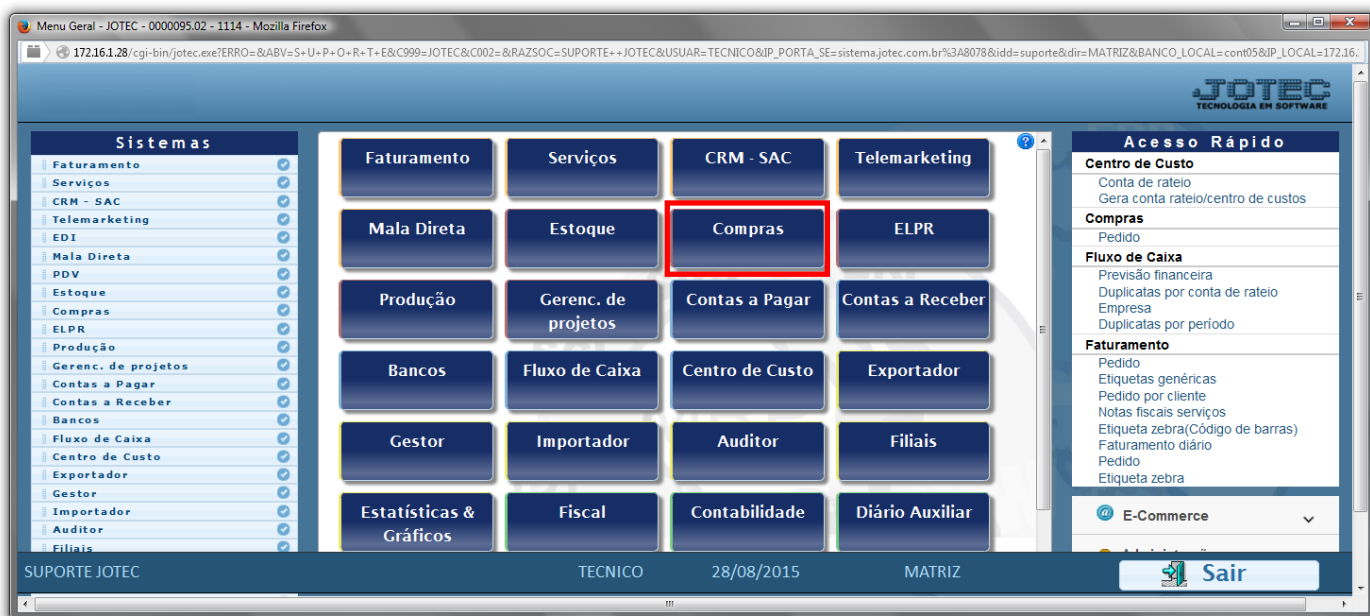 Menu Geral - JOTEC - 0000095.02 - 1114 - Mozilla Firefox
172.16.1.28/cgi-bin/jotec.exe?ERRO=&ABV=S+U+P+O+R+T+E&C999=JOTEC&C002=&RAZSOC=SUPORTE++JOTEC&USUAR=TECNICO&IP_PORTA_SE=sistema.jotec.com.br%3A8078&idd=suporte&dir=MATRIZ&BANCO_LOCAL=cont05&IP_LOCAL=172.16.
JOTEC
TECNOLOGIA EM SOFTWARE
Sistemas
Faturamento
Serviços
CRM - SAC
Telemarketing
EDI
Mala Direta
PDV
Estoque
Compras
ELPR
Produção
Gerenc. de projetos
Contas a Pagar
Contas a Receber
Bancos
Fluxo de Caixa
Centro de Custo
Exportador
Gestor
Importador
Auditor
Filiais
Faturamento
Serviços
CRM - SAC
Telemarketing
Mala Direta
Estoque
Compras
ELPR
Produção
Gerenc. de
projetos
Contas a Pagar
Contas a Receber
Bancos
Fluxo de Caixa
Centro de Custo
Exportador
Gestor
Importador
Auditor
Filiais
Estatísticas &
Gráficos
Fiscal
Contabilidade
Diário Auxiliar
?
Acesso Rápido
Centro de Custo
Conta de rateio
Gera conta rateio/centro de custos
Compras
Pedido
Fluxo de Caixa
Previsão financeira
Duplicatas por conta de rateio
Empresa
Duplicatas por período
Faturamento
Pedido
Etiquetas genéricas
Pedido por cliente
Notas fiscais serviços
Etiqueta zebra(Código de barras)
Faturamento diário
Pedido
Etiqueta zebra
@ E-Commerce
SUPORTE JOTEC TECNICO 28/08/2015 MATRIZ Sair